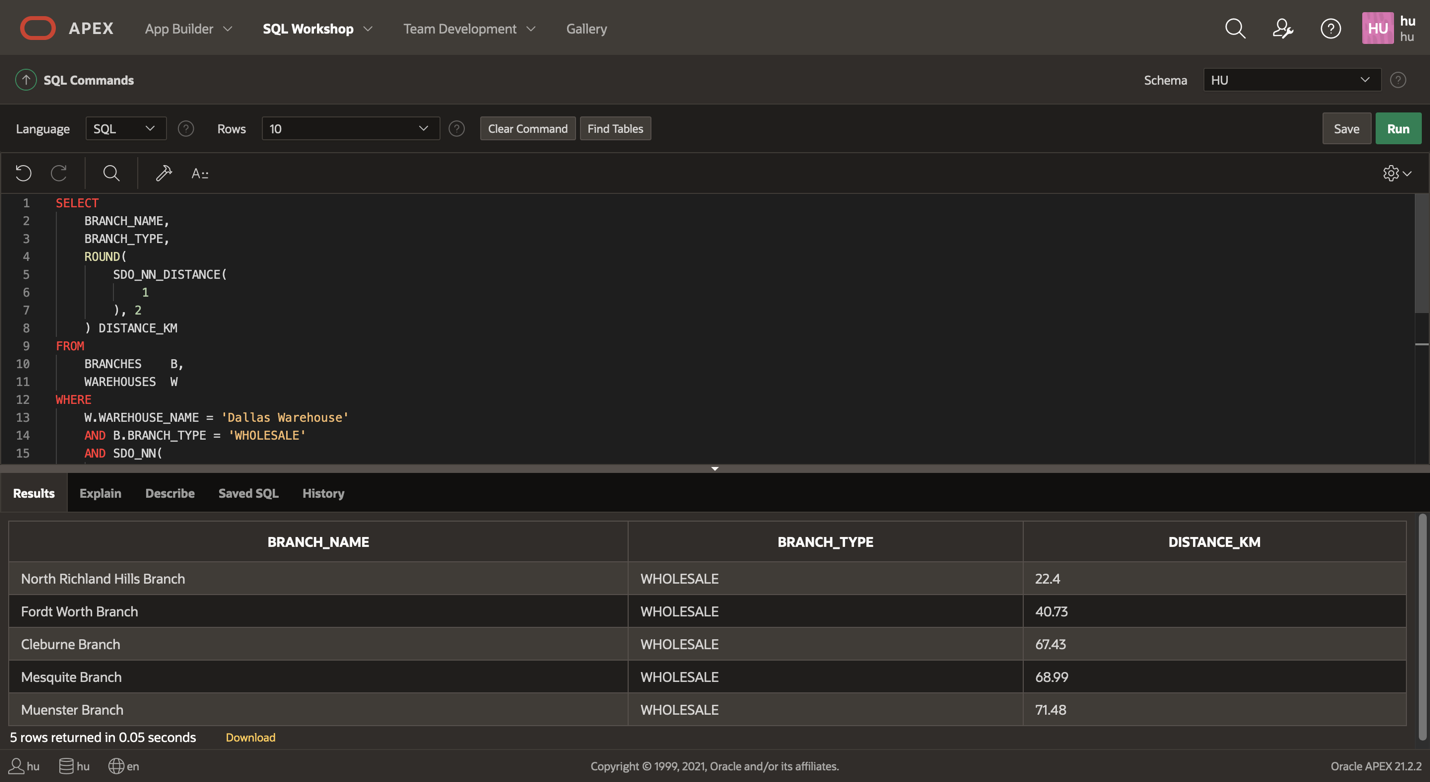 APEX App Builder SQL Workshop Team Development Gallery HU hu
hu
SQL Commands Schema HU
Language SQL Rows 10 Clear Command Find Tables Save Run
A::
1 SELECT
2 BRANCH_NAME,
3 BRANCH_TYPE,
4 ROUND(
5 SDO_NN_DISTANCE(
6 1
7 ), 2
8 ) DISTANCE_KM
9 FROM
10 BRANCHES B,
11 WAREHOUSES W
12 WHERE
13 W.WAREHOUSE_NAME = 'Dallas Warehouse'
14 AND B.BRANCH_TYPE = 'WHOLESALE'
15 AND SDO_NN(
Results Explain Describe Saved SQL History
BRANCH_NAME BRANCH_TYPE DISTANCE_KM
North Richland Hills Branch WHOLESALE 22.4
Fordt Worth Branch WHOLESALE 40.73
Cleburne Branch WHOLESALE 67.43
Mesquite Branch WHOLESALE 68.99
Muenster Branch WHOLESALE 71.48
5 rows returned in 0.05 seconds Download
hu hu en Copyright © 1999, 2021, Oracle and/or its affiliates. Oracle APEX 21.2.2